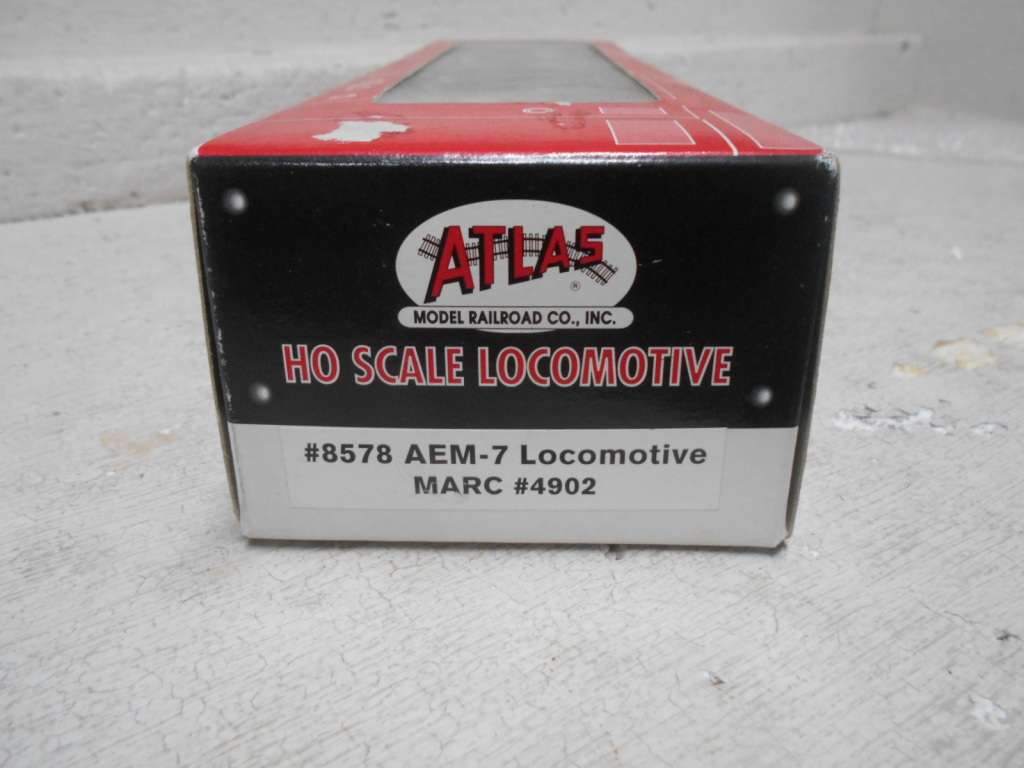 ATLAS
®
MODEL RAILROAD CO., INC.
HO SCALE LOCOMOTIVE
#8578 AEM-7 Locomotive
MARC #4902